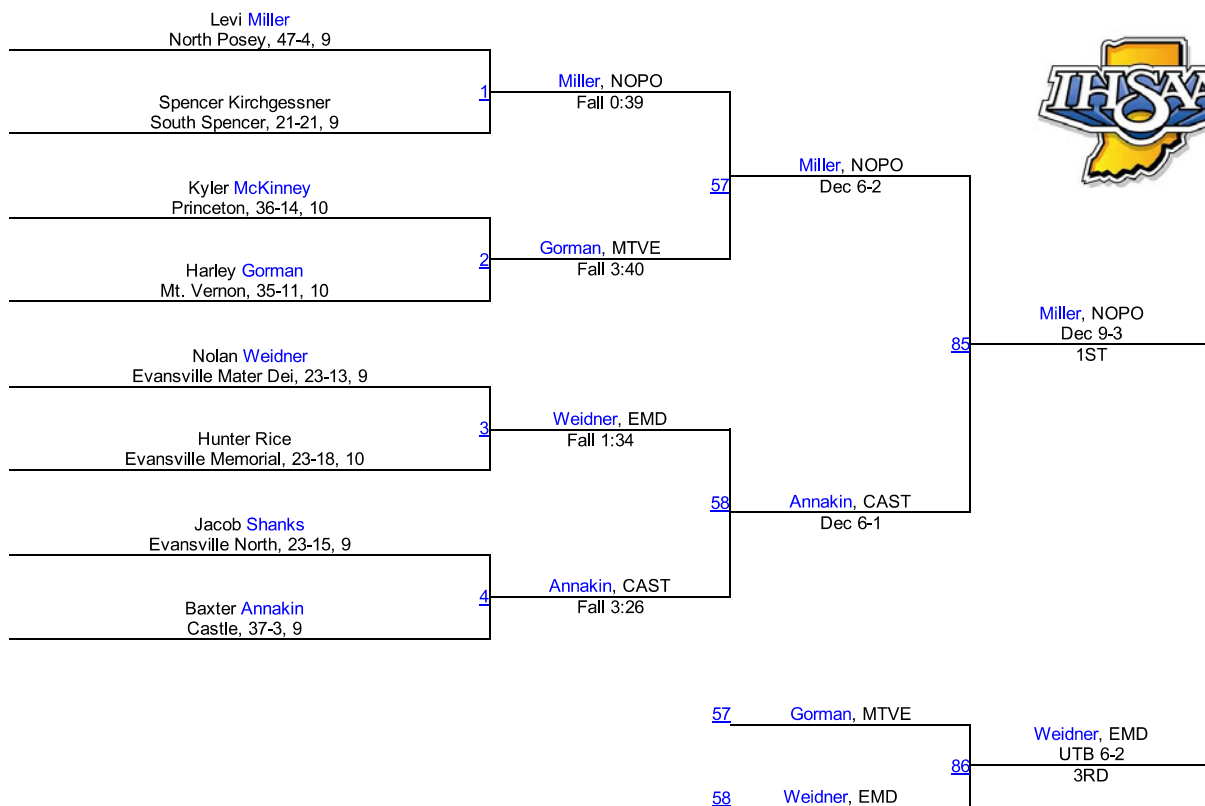 Levi Miller
North Posey, 47-4, 9
1
Spencer Kirchgessner
South Spencer, 21-21, 9
Miller, NOPO
Fall 0:39
IHSAA
57
Miller, NOPO
Dec 6-2
Kyler McKinney
Princeton, 36-14, 10
2
Harley Gorman
Mt. Vernon, 35-11, 10
Gorman, MTVE
Fall 3:40
85
Miller, NOPO
Dec 9-3
1ST
Nolan Weidner
Evansville Mater Dei, 23-13, 9
3
Hunter Rice
Evansville Memorial, 23-18, 10
Weidner, EMD
Fall 1:34
58
Annakin, CAST
Dec 6-1
Jacob Shanks
Evansville North, 23-15, 9
4
Baxter Annakin
Castle, 37-3, 9
Annakin, CAST
Fall 3:26
57
Gorman, MTVE
86
Weidner, EMD
UTB 6-2
3RD
58
Weidner, EMD